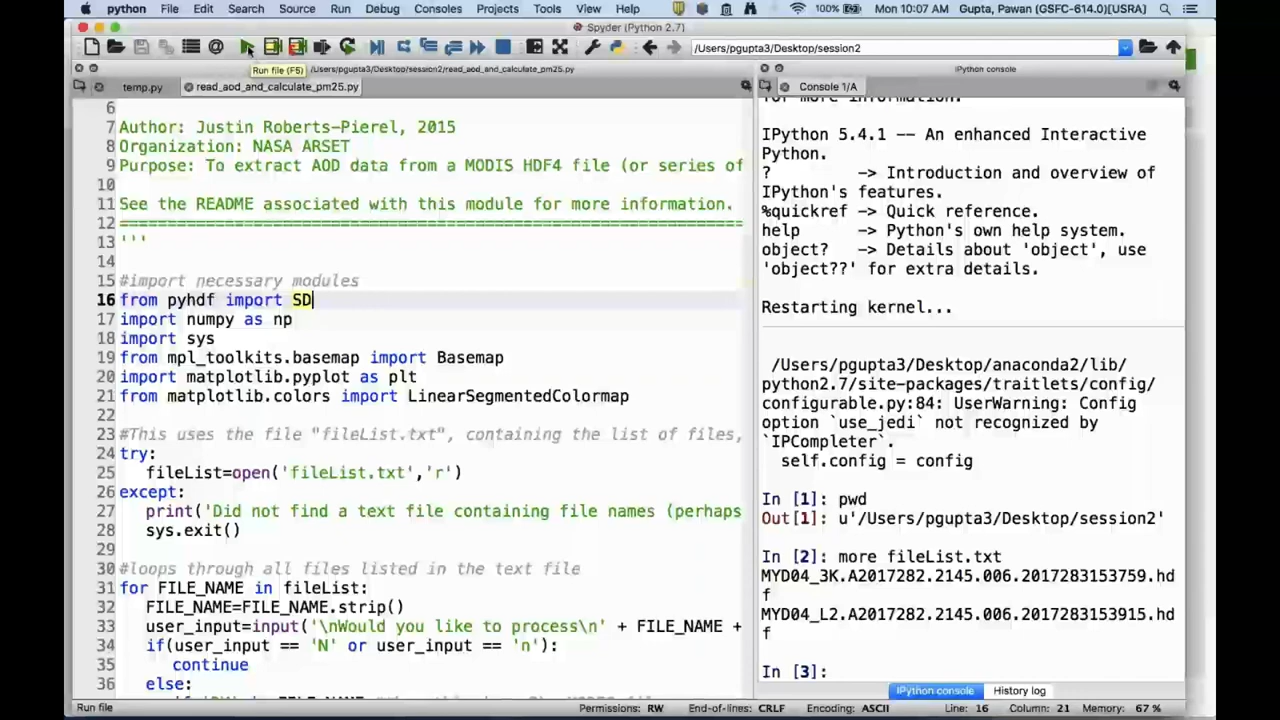 python File Edit Search Source Run Debug Consoles Projects Tools View Help 100% Mon 10:07 AM Gupta, Pawan (GSFC-614.0)[USRA)
Spyder (Python 2.7)
/Users/pgupta3/Desktop/session2
Run file (F5)
/Users/pgupta3/Desktop/session2/read_aod_and_calculate_pm25.py
temp.py read_aod_and_calculate_pm25.py
6
7 Author: Justin Roberts-Pierel, 2015
8 Organization: NASA ARSET
9 Purpose: To extract AOD data from a MODIS HDF4 file (or series of
10
11 See the README associated with this module for more information.
12 ================================================================================
13 '''
14
15 #import necessary modules
16 from pyhdf import SD
17 import numpy as np
18 import sys
19 from mpl_toolkits.basemap import Basemap
20 import matplotlib.pyplot as plt
21 from matplotlib.colors import LinearSegmentedColormap
22
23 #This uses the file "fileList.txt", containing the list of files,
24 try:
25 fileList=open('fileList.txt','r')
26 except:
27 print('Did not find a text file containing file names (perhaps
28 sys.exit()
29
30 #loops through all files listed in the text file
31 for FILE_NAME in fileList:
32 FILE_NAME=FILE_NAME.strip()
33 user_input=input('\nWould you like to process\n' + FILE_NAME +
34 if(user_input == 'N' or user_input == 'n'):
35 continue
36 else:
IPython console
Console 1/A
for more information.
IPython 5.4.1 -- An enhanced Interactive
Python.
? -> Introduction and overview of
IPython's features.
%quickref -> Quick reference.
help -> Python's own help system.
object? -> Details about 'object', use
'object??' for extra details.
Restarting kernel...
/Users/pgupta3/Desktop/anaconda2/lib/
python2.7/site-packages/traitlets/config/
configurable.py:84: UserWarning: Config
option `use_jedi` not recognized by
`IPCompleter`.
self.config = config
In [1]: pwd
Out[1]: u'/Users/pgupta3/Desktop/session2'
In [2]: more fileList.txt
MYD04_3K.A2017282.2145.006.2017283153759.hd
f
MYD04_L2.A2017282.2145.006.2017283153915.hd
f
In [3]:
IPython console History log
Run file Permissions: RW End-of-lines: CRLF Encoding: ASCII Line: 16 Column: 21 Memory: 67 %